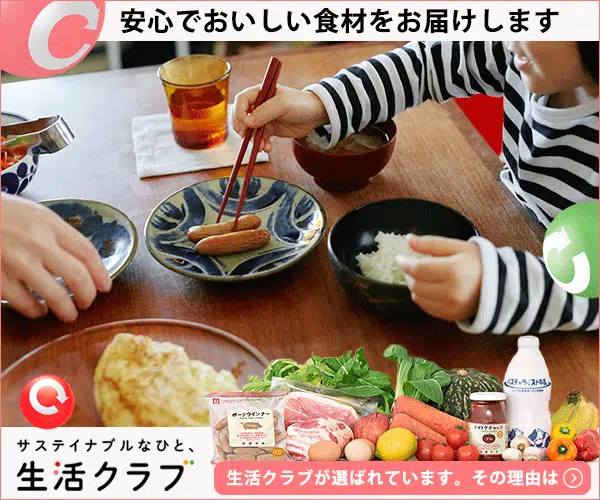 安心でおいしい食材をお届けします
ポークウインナー
トマトケチャップ
サステイナブルなひと、
生活クラブ
生活クラブが選ばれています。その理由は